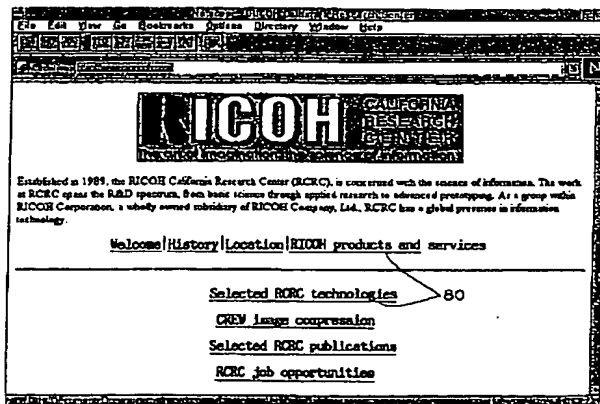 File Edit View Go Bookmarks Options Directory Window Help
RICOH CALIFORNIA
RESEARCH
CENTER
Established in 1989, the RICOH California Research Center (RCRC), is concerned with the science of information. The work
at RCRC spans the R&D spectrum, from basic science through applied research to advanced prototyping. As a group within
RICOH Corporation, a wholly owned subsidiary of RICOH Company, Ltd., RCRC has a global presence in information
technology.
Welcome|History|Location|RICOH products and services
Selected RCRC technologies 80
CREW image compression
Selected RCRC publications
RCRC job opportunities